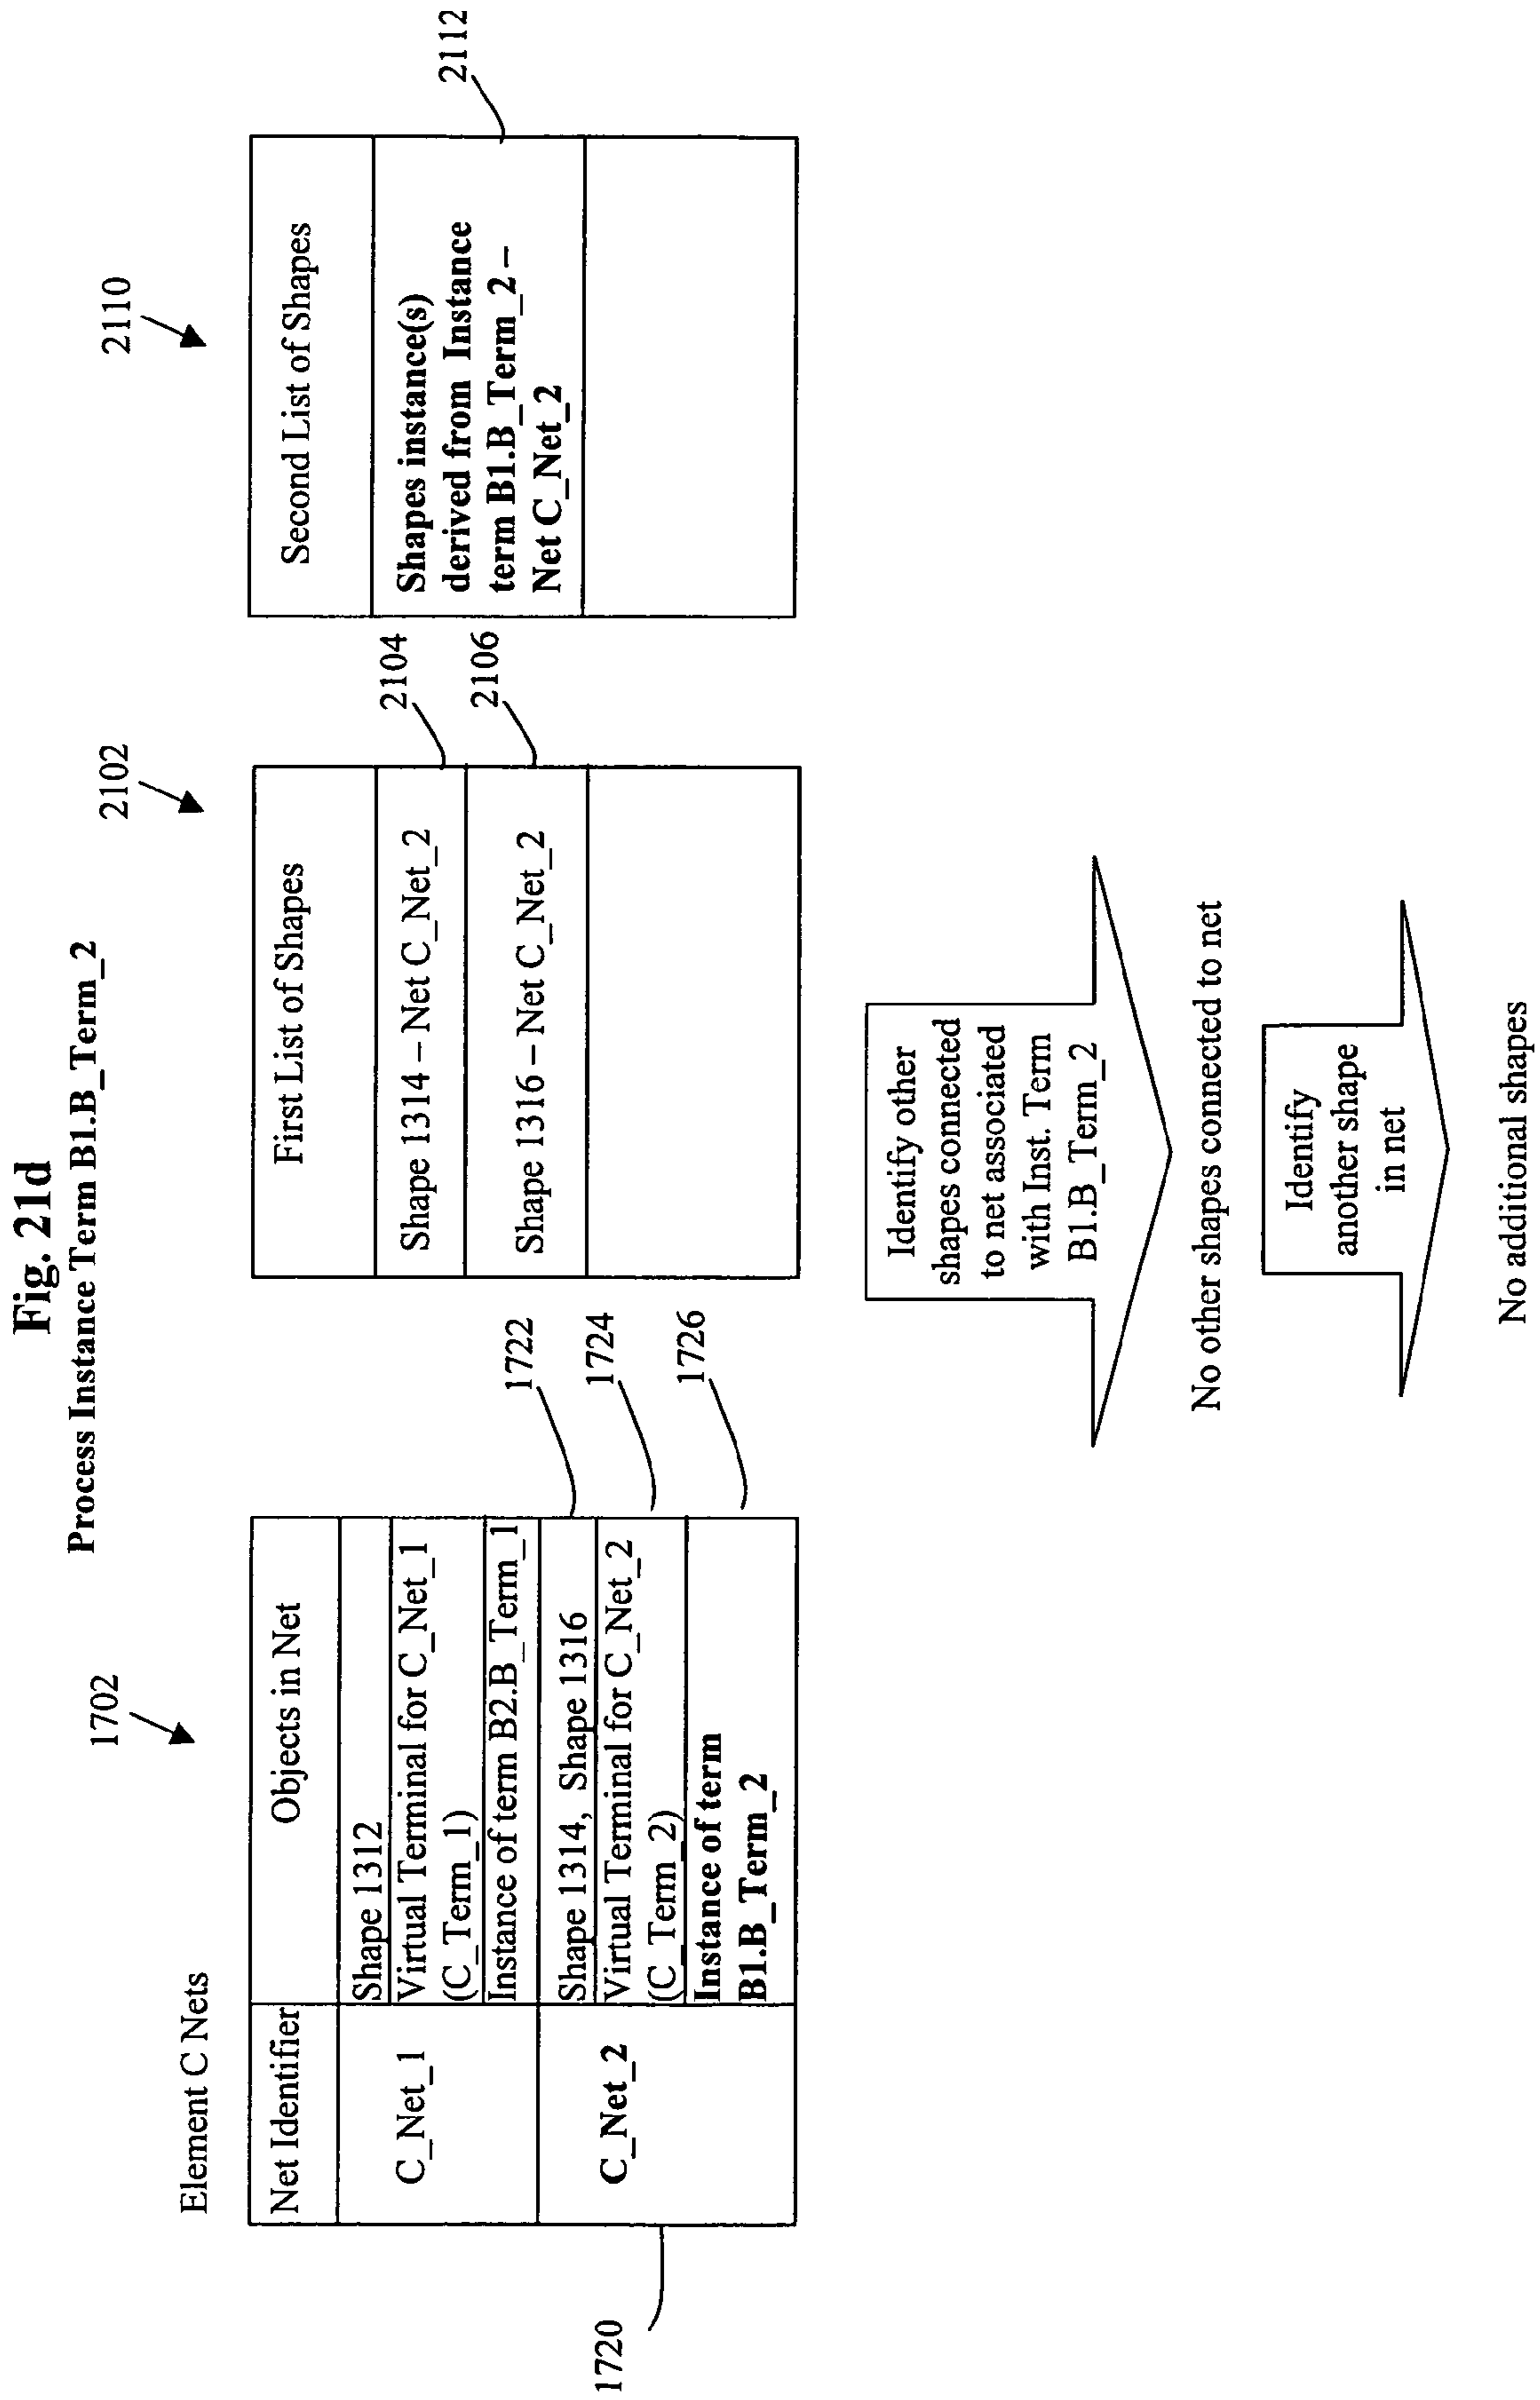 Fig. 21d
Process Instance Term B1.B_Term_2
1702
Element C Nets
Net Identifier
Objects in Net
C_Net_1
Shape 1312
Virtual Terminal for C_Net_1
(C_Term_1)
Instance of term B2.B_Term_1
C_Net_2
Shape 1314, Shape 1316
Virtual Terminal for C_Net_2
(C_Term_2)
Instance of term
B1.B_Term_2
1720
1722
1724
1726
2102
First List of Shapes
Shape 1314 – Net C_Net_2
Shape 1316 – Net C_Net_2
2104
2106
2110
Second List of Shapes
Shapes instance(s)
derived from Instance
term B1.B_Term_2 –
Net C_Net_2
2112
Identify other
shapes connected
to net associated
with Inst. Term
B1.B_Term_2
No other shapes connected to net
Identify
another shape
in net
No additional shapes